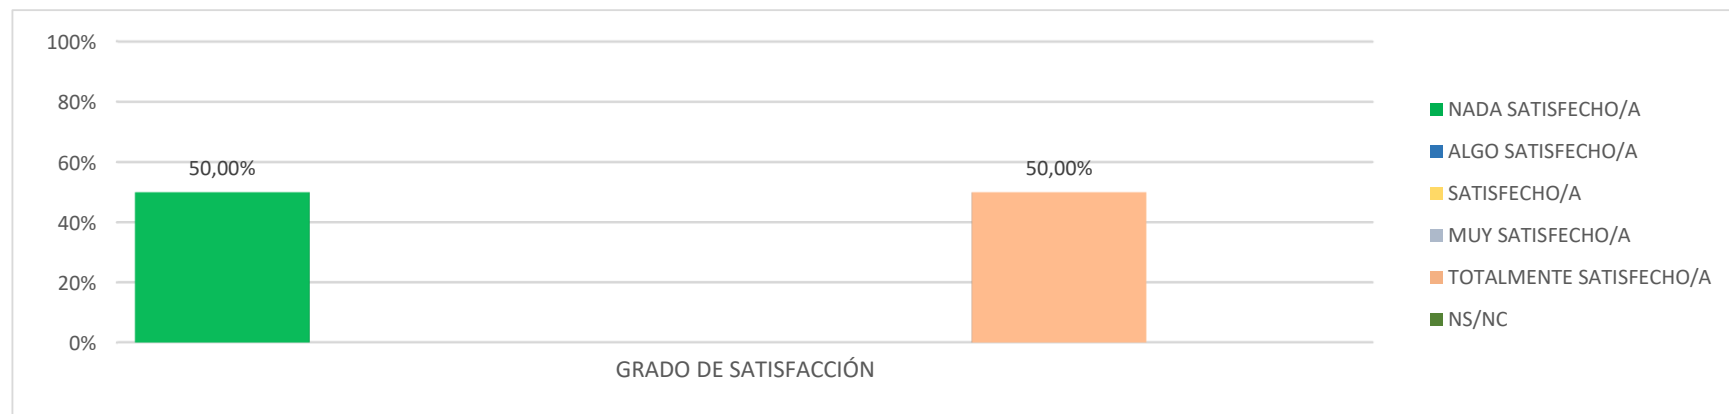 100%
80%
60%
40%
20%
0%
50,00%
50,00%
GRADO DE SATISFACCIÓN
NADA SATISFECHO/A
ALGO SATISFECHO/A
SATISFECHO/A
MUY SATISFECHO/A
TOTALMENTE SATISFECHO/A
NS/NC